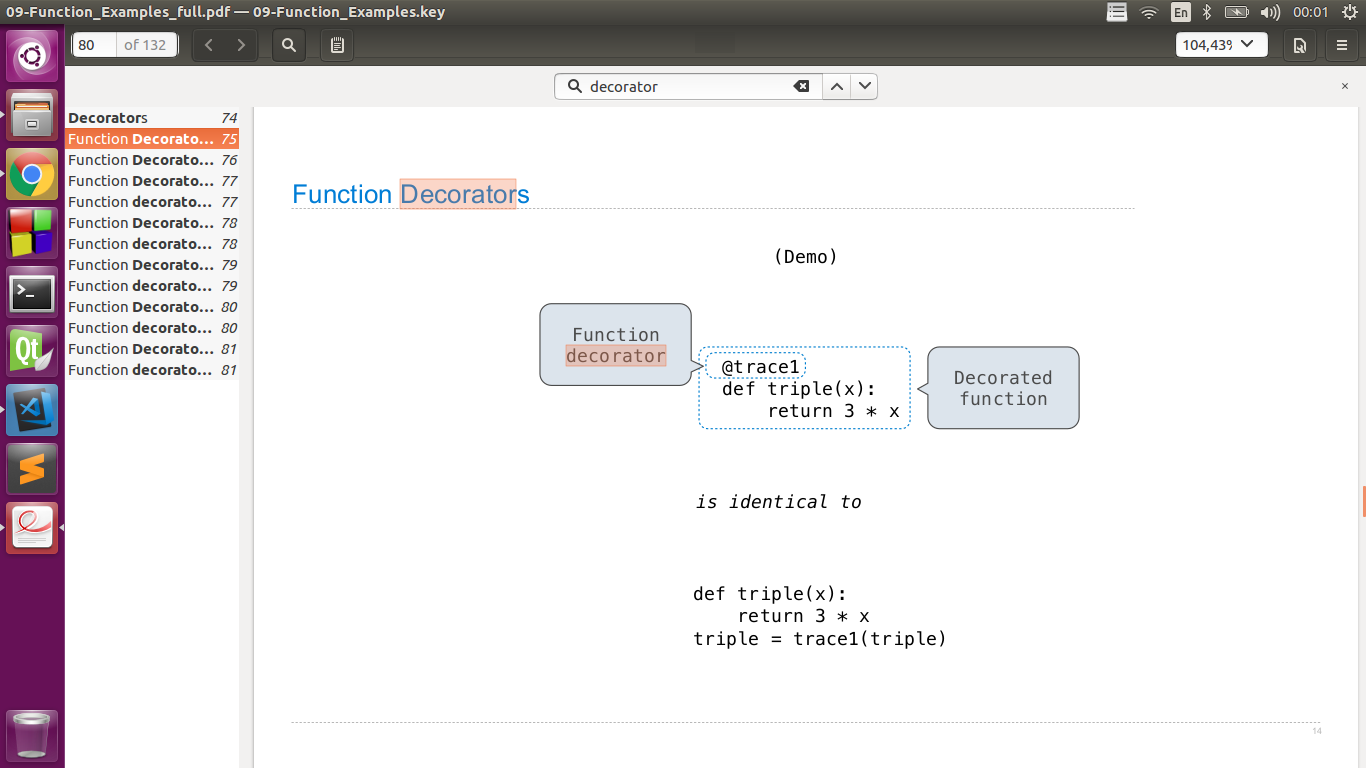 09-Function_Examples_full.pdf — 09-Function_Examples.key
En
00:01
80 of 132
104,43%
decorator
Decorators 74
Function Decorato... 75
Function Decorato... 76
Function Decorato... 77
Function decorato... 77
Function Decorato... 78
Function decorato... 78
Function Decorato... 79
Function decorato... 79
Function Decorato... 80
Function decorato... 80
Function Decorato... 81
Function decorato... 81
Function Decorators
(Demo)
Function
decorator
@trace1
def triple(x):
    return 3 * x
Decorated
function
is identical to
def triple(x):
    return 3 * x
triple = trace1(triple)
14
>_
Qt